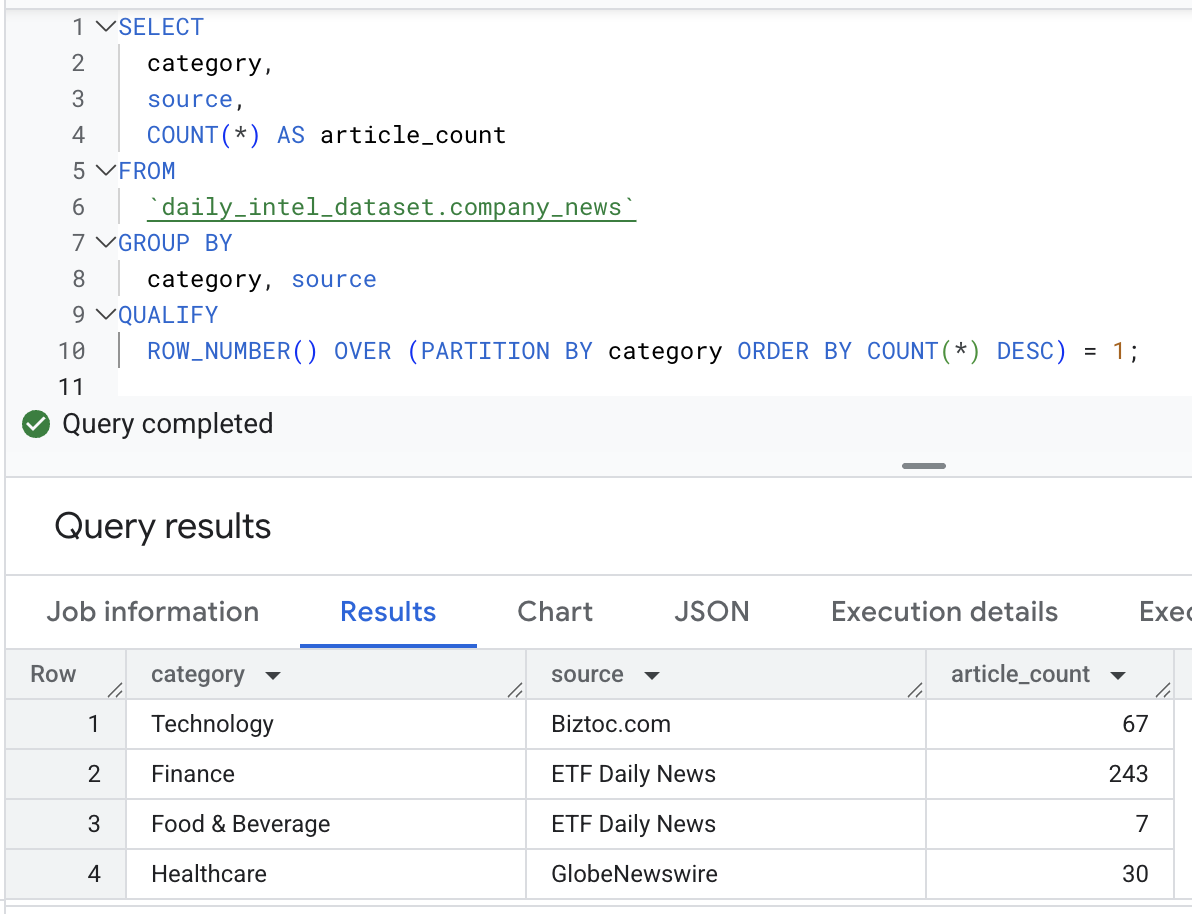 1 SELECT
2 category,
3 source,
4 COUNT(*) AS article_count
5 FROM
6 `daily_intel_dataset.company_news`
7 GROUP BY
8 category, source
9 QUALIFY
10 ROW_NUMBER() OVER (PARTITION BY category ORDER BY COUNT(*) DESC) = 1;
11
Query completed
Query results
Job information Results Chart JSON Execution details Exec
Row category source article_count
1 Technology Biztoc.com 67
2 Finance ETF Daily News 243
3 Food & Beverage ETF Daily News 7
4 Healthcare GlobeNewswire 30